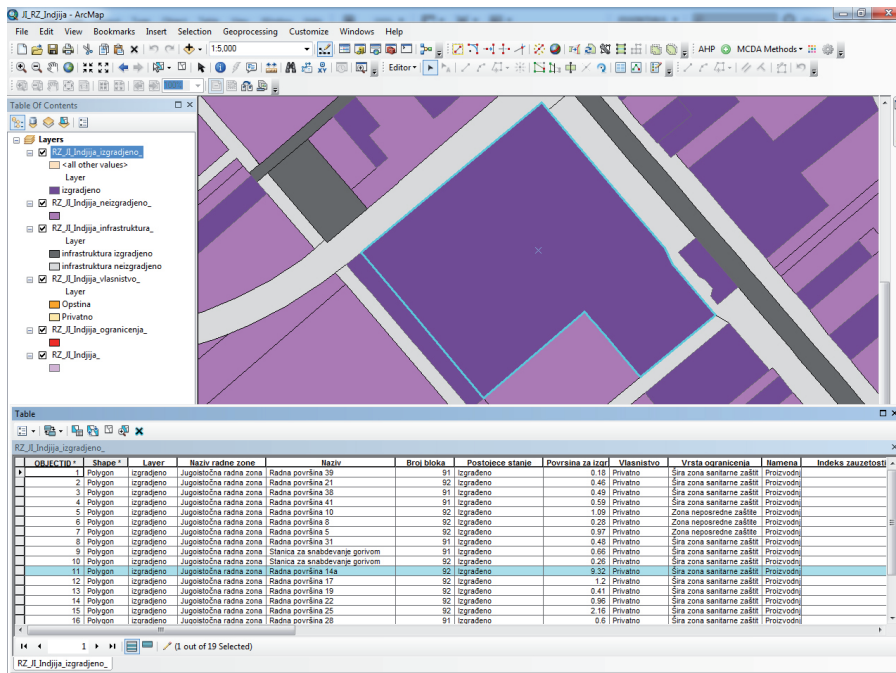 JI_RZ_Indjija - ArcMap
File Edit View Bookmarks Insert Selection Geoprocessing Customize Windows Help
1:5.000 AHP MCDA Methods
Editor
100%
Table Of Contents
Layers
RZ_JI_Indjija_izgradjeno_
<all other values>
Layer
izgradjeno
RZ_JI_Indjija_neizgradjeno_
RZ_JI_Indjija_infrastruktura_
Layer
infrastruktura izgradjeno
infrastruktura neizgradjeno
RZ_JI_Indjija_vlasnistvo_
Layer
Opstina
Privatno
RZ_JI_Indjija_ogranicenja_
RZ_JI_Indjija_
Table
RZ_JI_Indjija_izgradjeno_
OBJECTID * Shape * Layer Naziv radne zone Naziv Broj bloka Postojece stanje Povrsina za izgr Vlasnistvo Vrsta ogranicenja Namena Indeks zauzetosti
1 Polygon izgradjeno Jugoistočna radna zona Radna površina 39 91 Izgrađeno 0.18 Privatno Šira zona sanitarne zaštit Proizvodnj
2 Polygon izgradjeno Jugoistočna radna zona Radna površina 21 92 Izgrađeno 0.46 Privatno Šira zona sanitarne zaštit Proizvodnj
3 Polygon izgradjeno Jugoistočna radna zona Radna površina 38 91 Izgrađeno 0.49 Privatno Šira zona sanitarne zaštit Proizvodnj
4 Polygon izgradjeno Jugoistočna radna zona Radna površina 41 91 Izgrađeno 0.59 Privatno Šira zona sanitarne zaštit Proizvodnj
5 Polygon izgradjeno Jugoistočna radna zona Radna površina 10 92 Izgrađeno 1.09 Privatno Zona neposredne zaštite Proizvodnj
6 Polygon izgradjeno Jugoistočna radna zona Radna površina 8 92 Izgrađeno 0.28 Privatno Zona neposredne zaštite Proizvodnj
7 Polygon izgradjeno Jugoistočna radna zona Radna površina 5 92 Izgrađeno 0.97 Privatno Zona neposredne zaštite Proizvodnj
8 Polygon izgradjeno Jugoistočna radna zona Radna površina 31 91 Izgrađeno 0.48 Privatno Šira zona sanitarne zaštit Proizvodnj
9 Polygon izgradjeno Jugoistočna radna zona Stanica za snabdevanje gorivom 91 Izgrađeno 0.66 Privatno Šira zona sanitarne zaštit Proizvodnj
10 Polygon izgradjeno Jugoistočna radna zona Stanica za snabdevanje gorivom 92 Izgrađeno 0.26 Privatno Šira zona sanitarne zaštit Proizvodnj
11 Polygon izgradjeno Jugoistočna radna zona Radna površina 14a 92 Izgrađeno 9.32 Privatno Šira zona sanitarne zaštit Proizvodnj
12 Polygon izgradjeno Jugoistočna radna zona Radna površina 17 92 Izgrađeno 1.2 Privatno Šira zona sanitarne zaštit Proizvodnj
13 Polygon izgradjeno Jugoistočna radna zona Radna površina 19 92 Izgrađeno 0.41 Privatno Šira zona sanitarne zaštit Proizvodnj
14 Polygon izgradjeno Jugoistočna radna zona Radna površina 22 92 Izgrađeno 0.96 Privatno Šira zona sanitarne zaštit Proizvodnj
15 Polygon izgradjeno Jugoistočna radna zona Radna površina 25 92 Izgrađeno 2.16 Privatno Šira zona sanitarne zaštit Proizvodnj
16 Polygon izgradjeno Jugoistočna radna zona Radna površina 28 91 Izgrađeno 0.6 Privatno Šira zona sanitarne zaštit Proizvodnj
1 (1 out of 19 Selected)
RZ_JI_Indjija_izgradjeno_